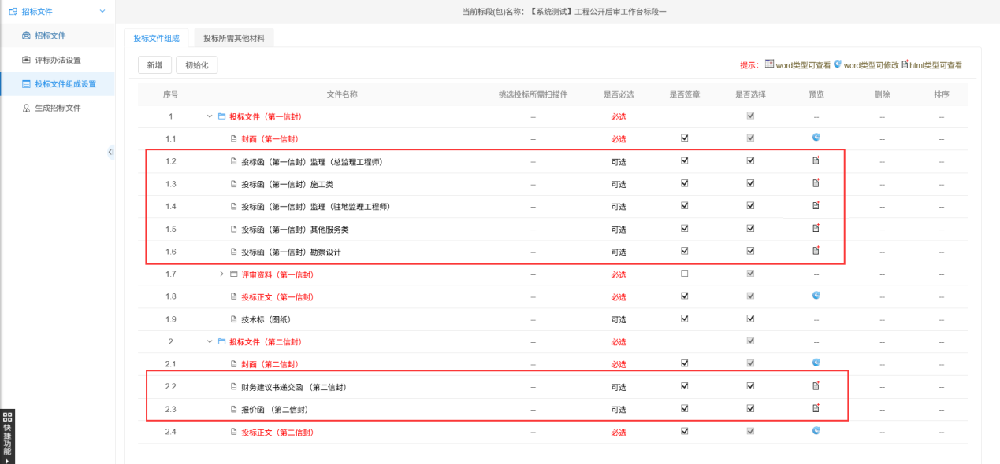 招标文件
当前标段(包)名称：【系统测试】工程公开后审工作台标段一
招标文件
评标办法设置
投标文件组成设置
生成招标文件
投标文件组成 投标所需其他材料
新增 初始化 提示： word类型可查看 word类型可修改 html类型可查看
序号 文件名称 挑选投标所需扫描件 是否必选 是否签章 是否选择 预览 删除 排序
1 投标文件（第一信封） -- 必选 -- -- --
1.1 封面（第一信封） -- 必选 -- --
1.2 投标函（第一信封）监理（总监理工程师） -- 可选 -- --
1.3 投标函（第一信封）施工类 -- 可选 -- --
1.4 投标函（第一信封）监理（驻地监理工程师） -- 可选 -- --
1.5 投标函（第一信封）其他服务类 -- 可选 -- --
1.6 投标函（第一信封）勘察设计 -- 可选 -- --
1.7 评审资料（第一信封） -- 必选 -- -- --
1.8 投标正文（第一信封） -- 必选 -- --
1.9 技术标（图纸） -- 可选 -- -- --
2 投标文件（第二信封） -- 必选 -- -- --
2.1 封面（第二信封） -- 必选 -- --
2.2 财务建议书递交函 （第二信封） -- 可选 -- --
2.3 报价函 （第二信封） -- 可选 -- --
2.4 投标正文（第二信封） -- 必选 -- --
快捷功能